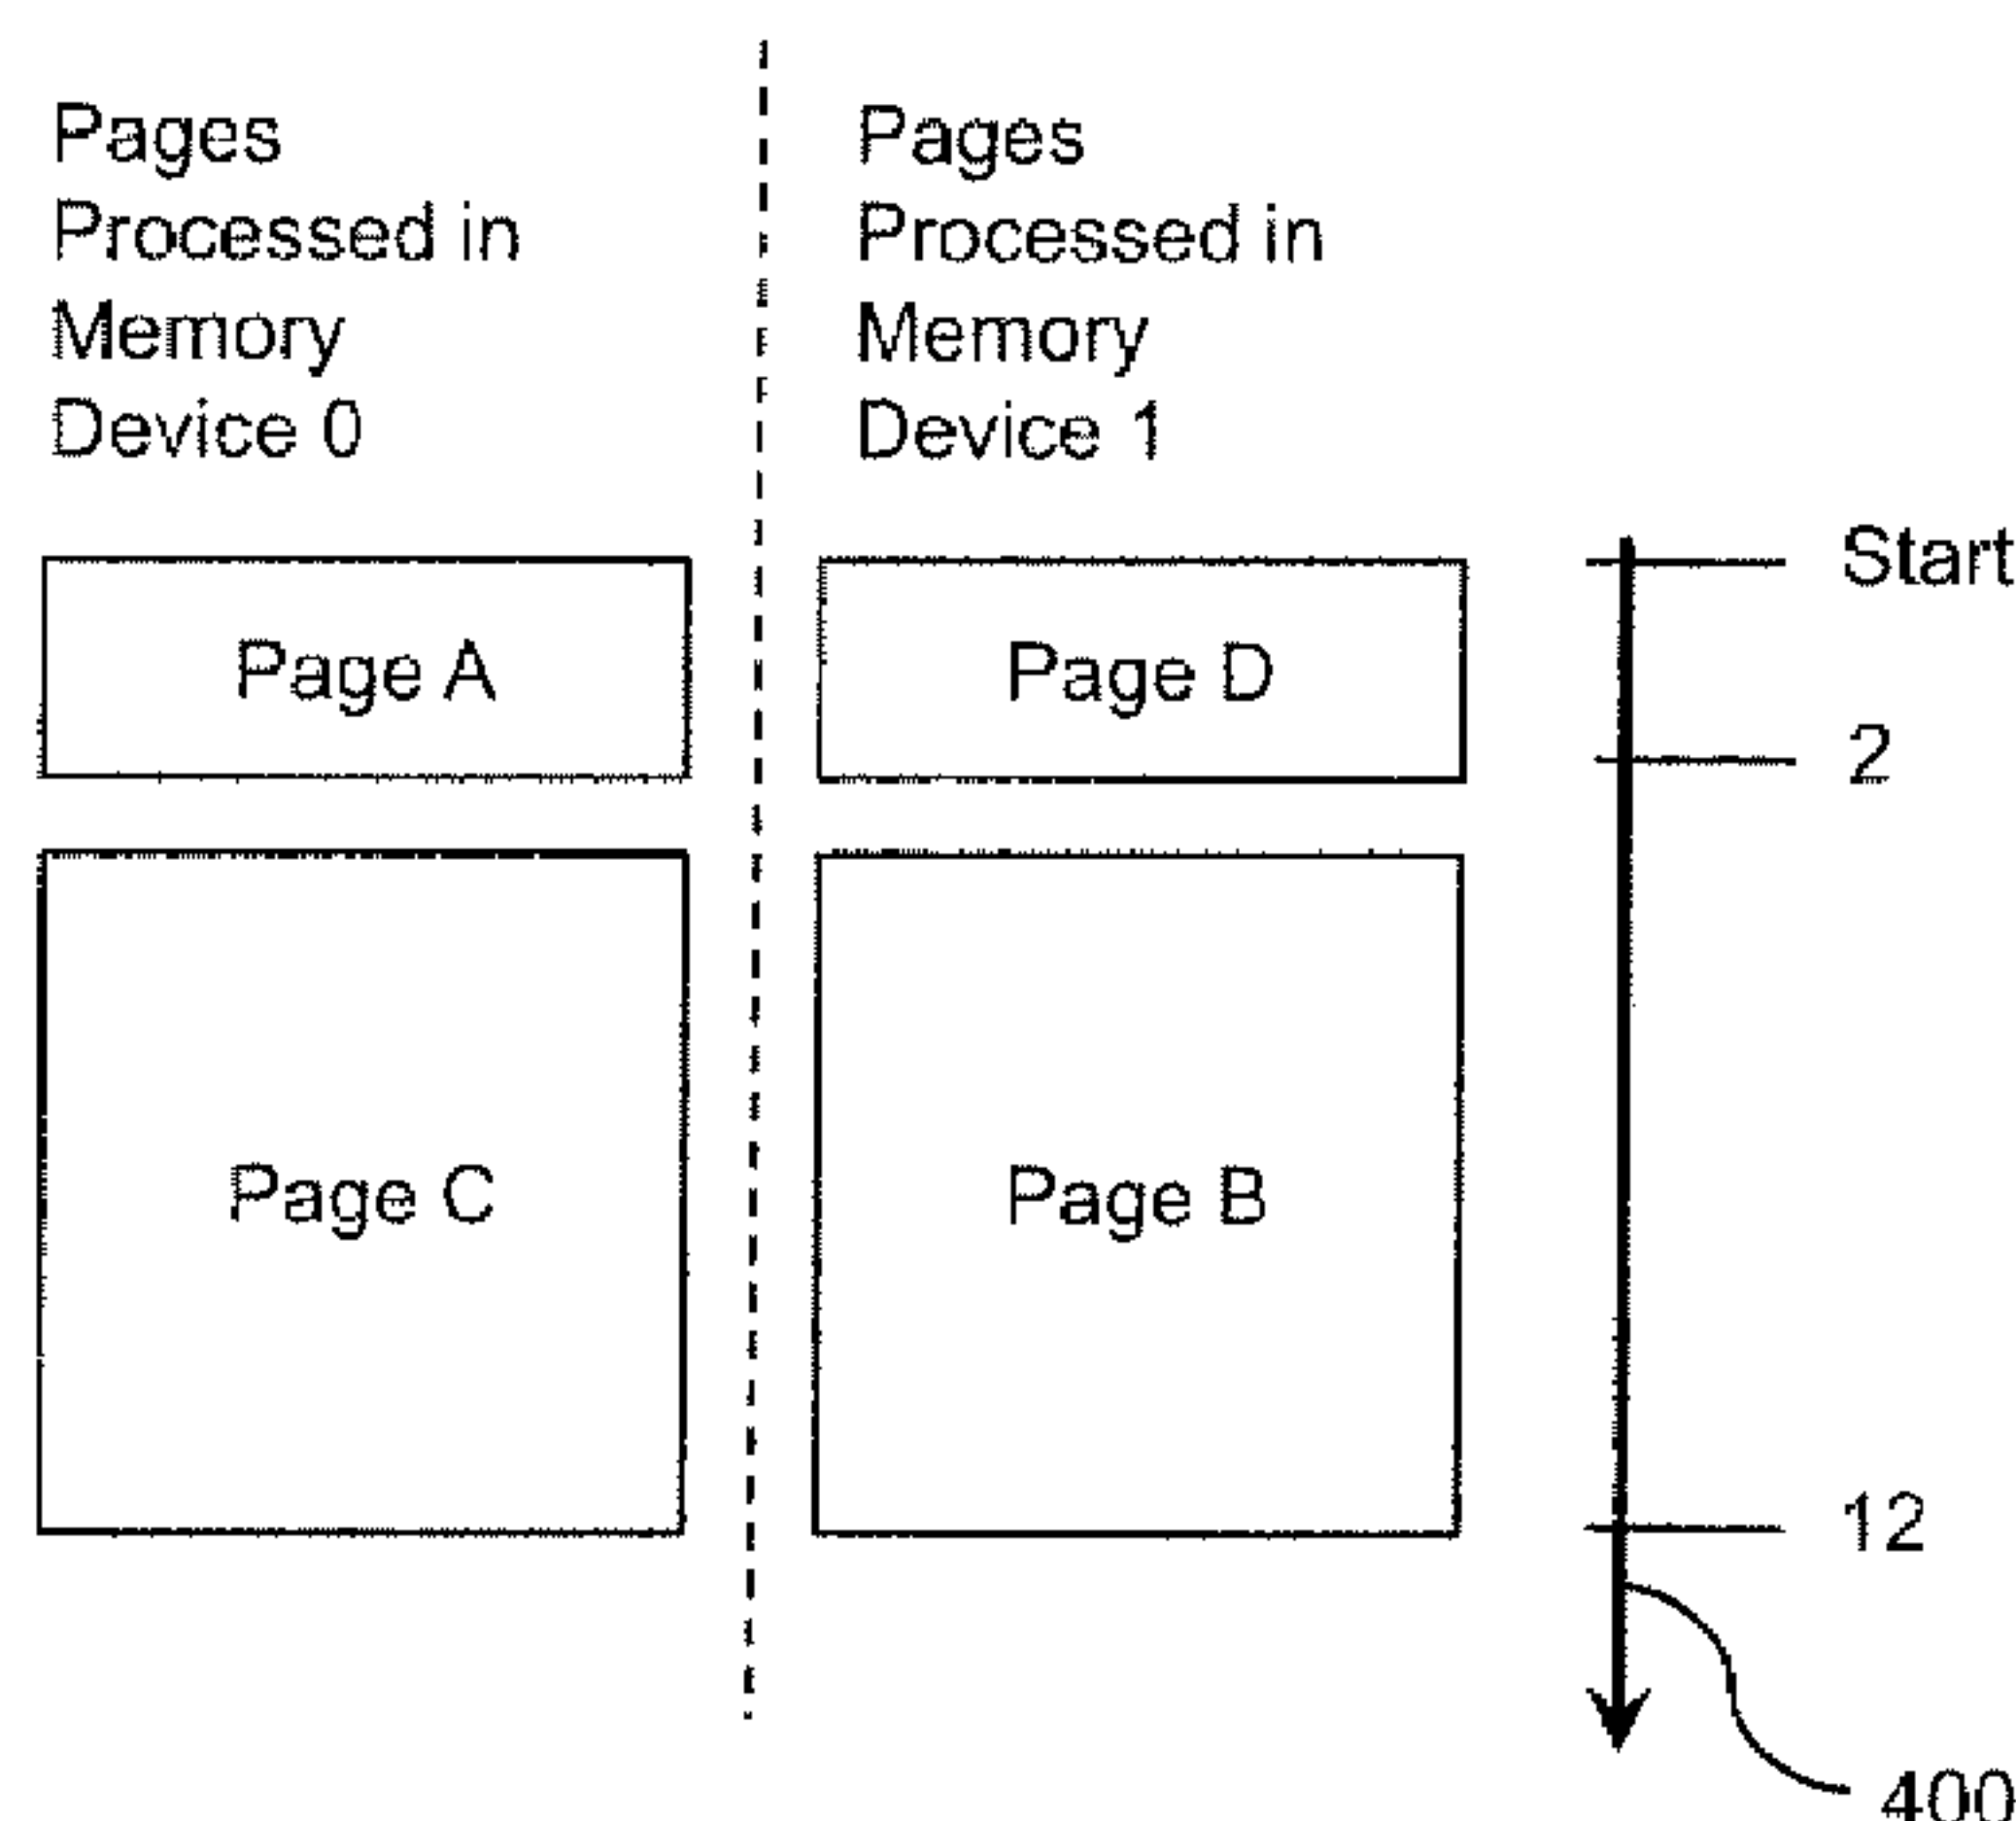 Pages
Processed in
Memory
Device 0
Pages
Processed in
Memory
Device 1
Start
Page A
Page D
2
Page C
Page B
12
400